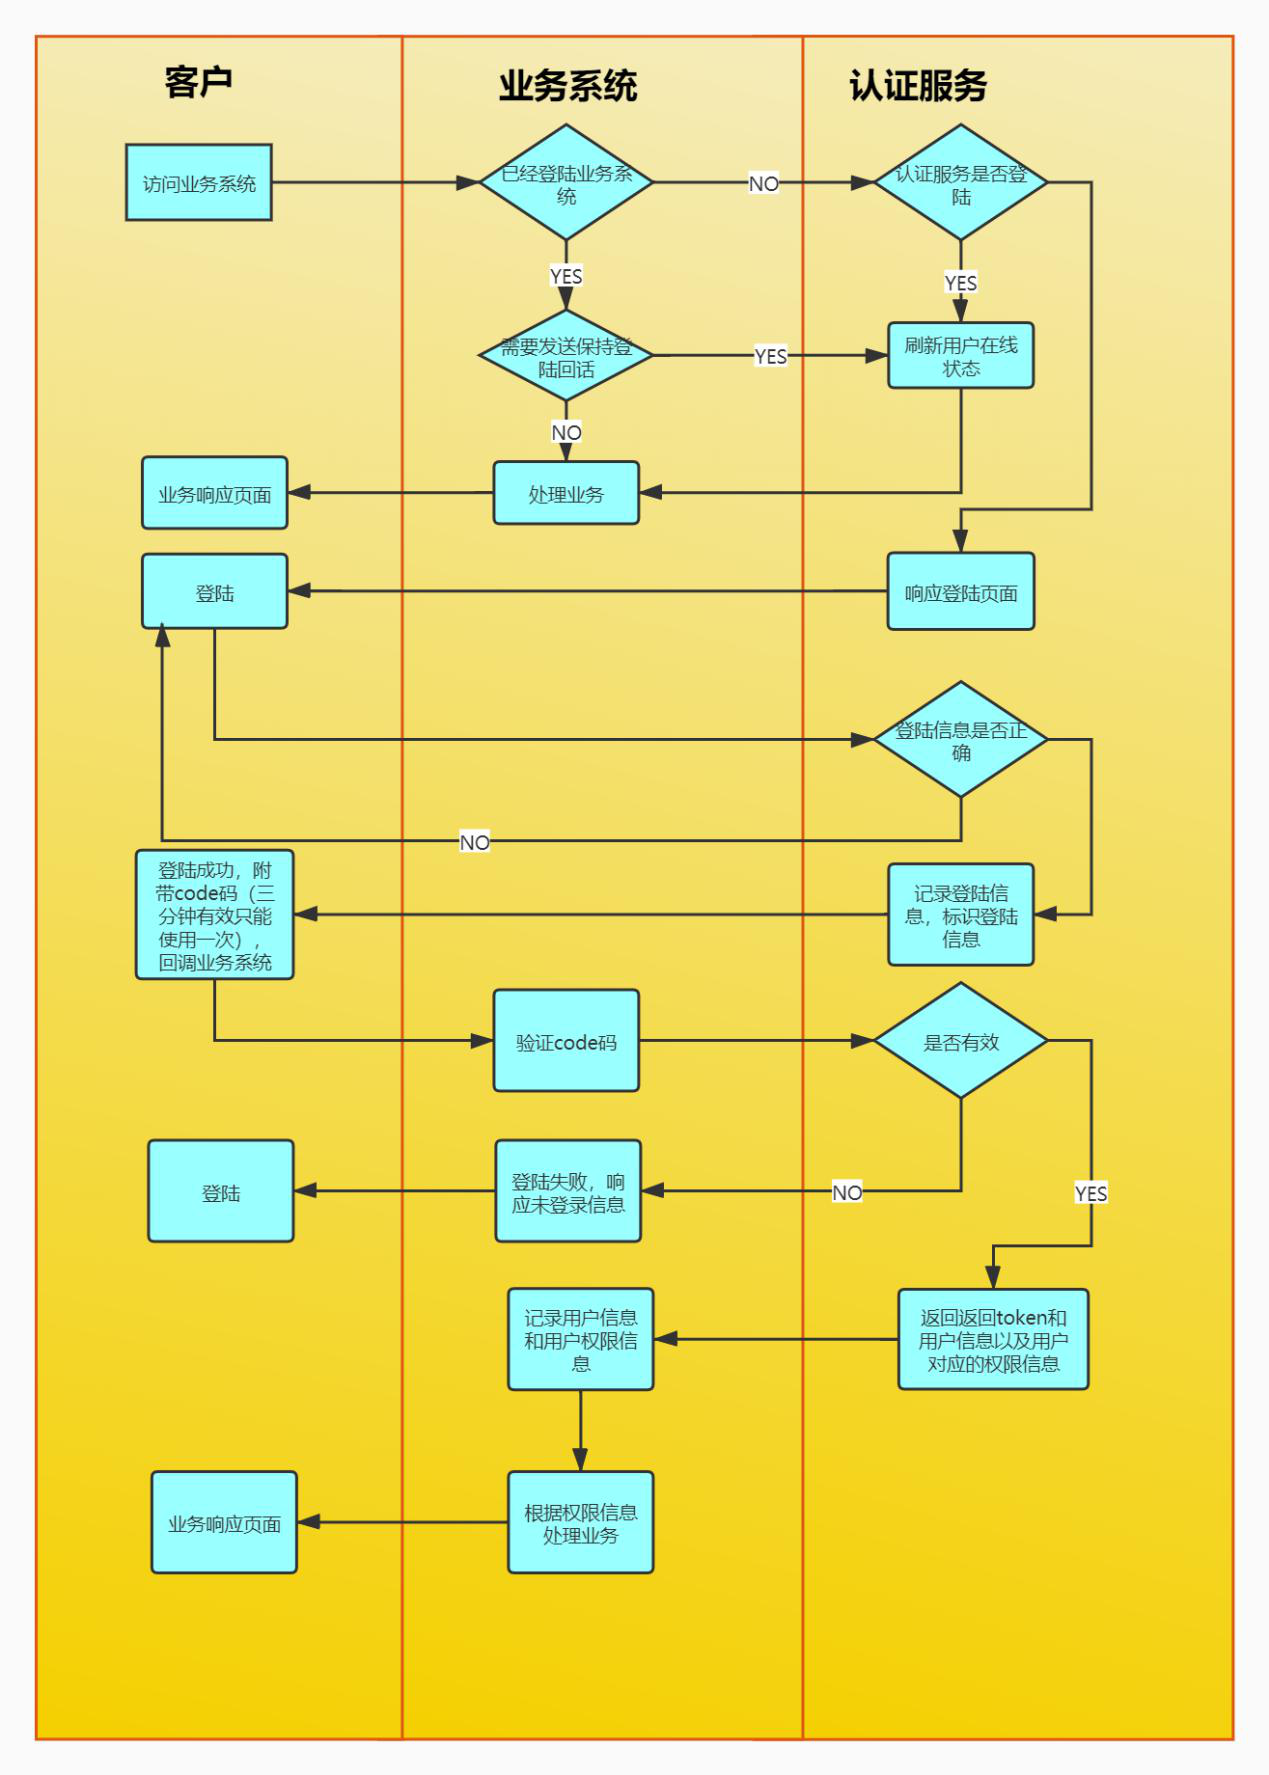 客户
业务系统
认证服务
访问业务系统
已经登陆业务系
统
NO
认证服务是否登
陆
YES
YES
需要发送保持登
陆回话
YES
刷新用户在线
状态
NO
业务响应页面
处理业务
登陆
响应登陆页面
登陆信息是否正
确
NO
登陆成功，附
带code码（三
分钟有效只能
使用一次），
回调业务系统
记录登陆信
息，标识登陆
信息
验证code码
是否有效
登陆
登陆失败，响
应未登录信息
NO
YES
记录用户信息
和用户权限信
息
返回返回token和
用户信息以及用户
对应的权限信息
业务响应页面
根据权限信息
处理业务